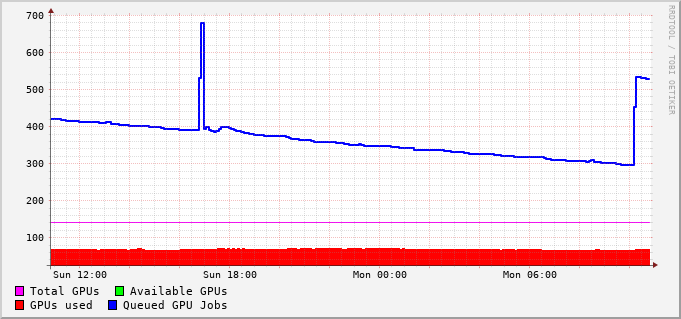 700
600
500
400
300
200
100
Sun 12:00 Sun 18:00 Mon 00:00 Mon 06:00
Total GPUs Available GPUs
GPUs used Queued GPU Jobs
RRDTOOL / TOBI OETIKER